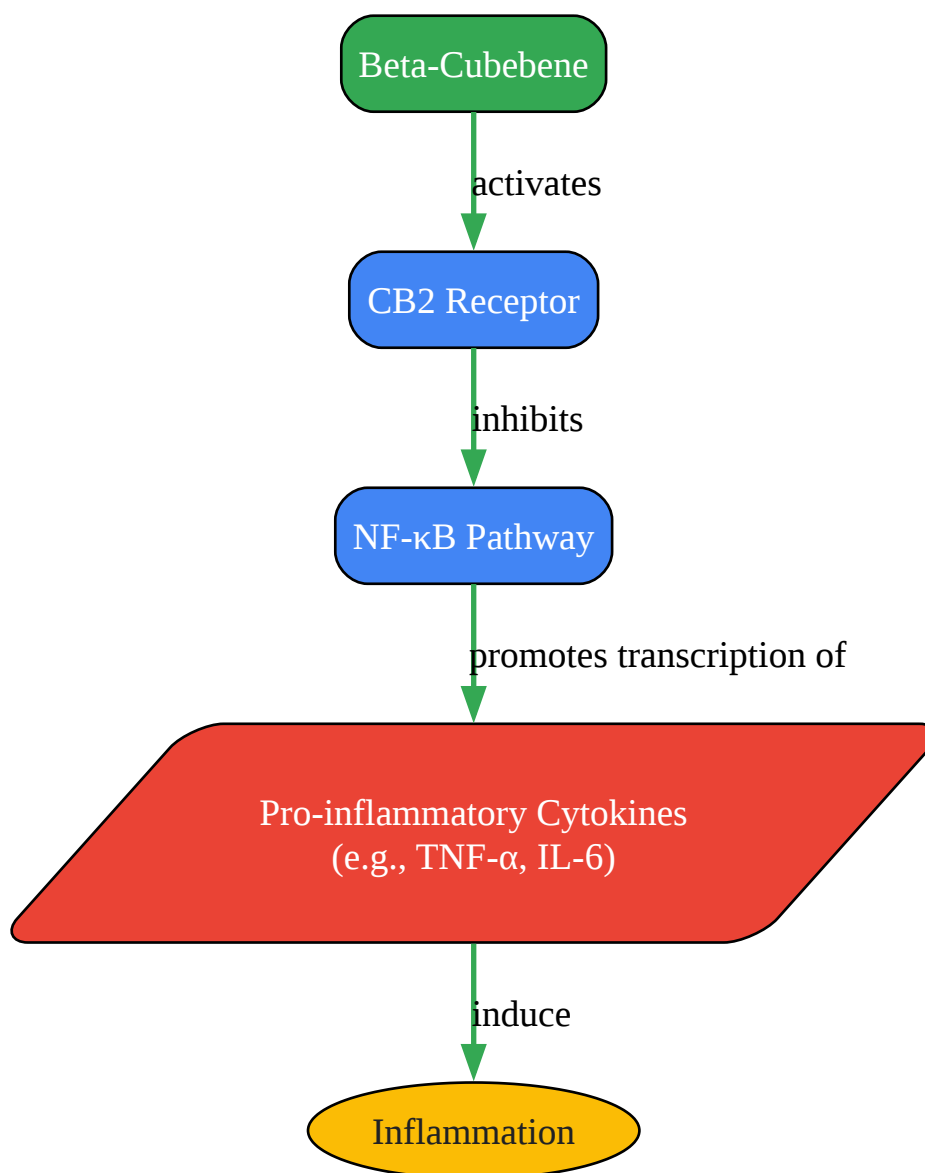 Beta-Cubebene
activates
CB2 Receptor
inhibits
NF-κB Pathway
promotes transcription of
Pro-inflammatory Cytokines
(e.g., TNF-α, IL-6)
induce
Inflammation